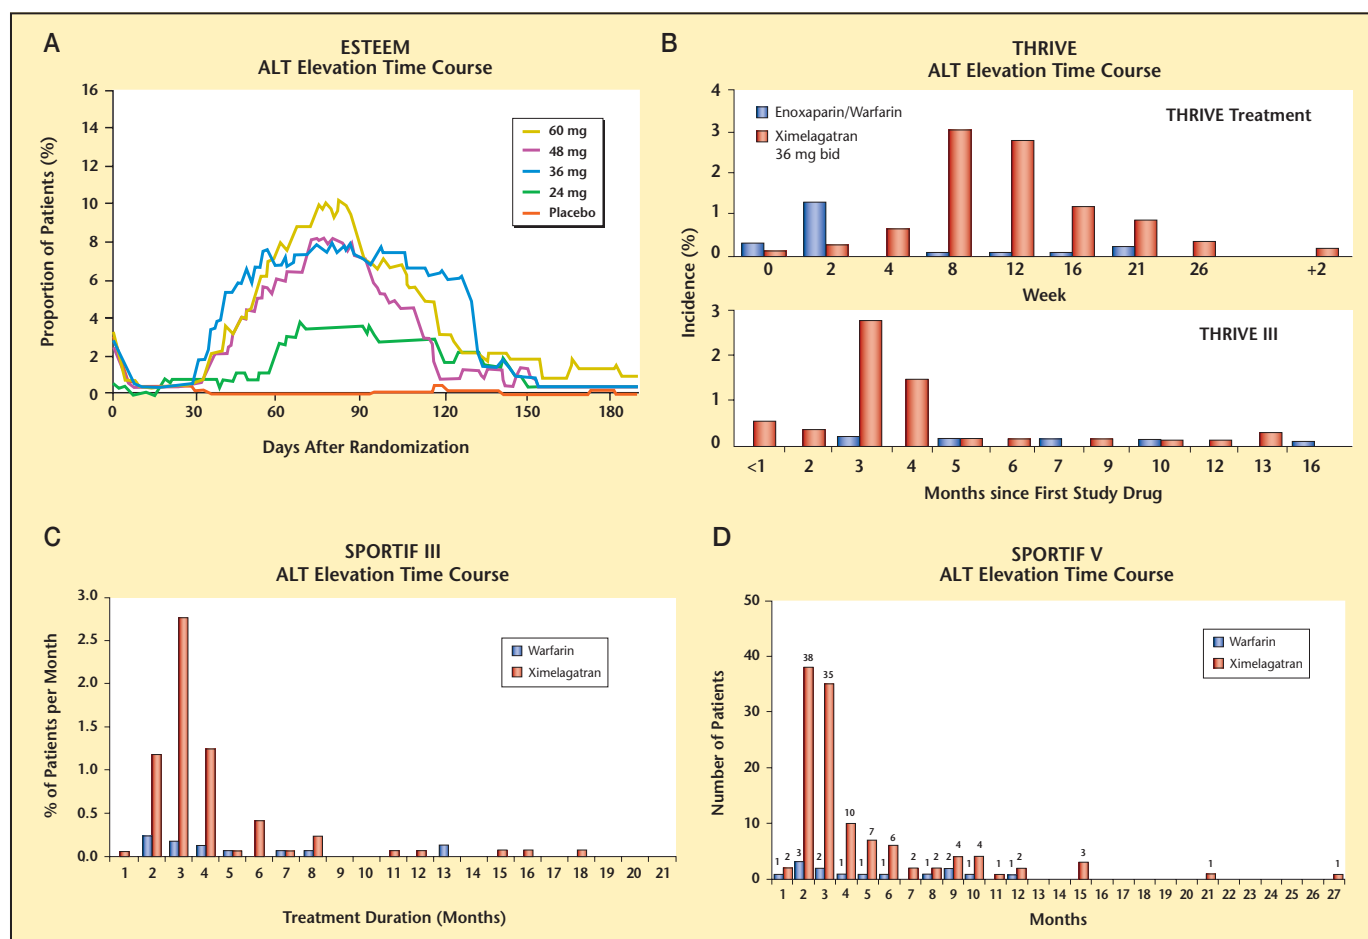 A
ESTEEM
ALT Elevation Time Course
Proportion of Patients (%)
16
14
12
10
8
6
4
2
0
60 mg
48 mg
36 mg
24 mg
Placebo
0 30 60 90 120 150 180
Days After Randomization
B
THRIVE
ALT Elevation Time Course
Incidence (%)
4
3
2
1
0
Enoxaparin/Warfarin
Ximelagatran
36 mg bid
THRIVE Treatment
0 2 4 8 12 16 21 26 +2
Week
3
2
1
0
THRIVE III
<1 2 3 4 5 6 7 9 10 12 13 16
Months since First Study Drug
C
SPORTIF III
ALT Elevation Time Course
% of Patients per Month
3.0
2.5
2.0
1.5
1.0
0.5
0.0
Warfarin
Ximelagatran
1 2 3 4 5 6 7 8 9 10 11 12 13 14 15 16 17 18 19 20 21
Treatment Duration (Months)
D
SPORTIF V
ALT Elevation Time Course
Number of Patients
50
40
30
20
10
0
Warfarin
Ximelagatran
1 2 3 38 2 35 1 10 1 7 1 6 2 1 2 2 4 1 4 1 1 2 3 1 1
1 2 3 4 5 6 7 8 9 10 11 12 13 14 15 16 17 18 19 20 21 22 23 24 25 26 27
Months